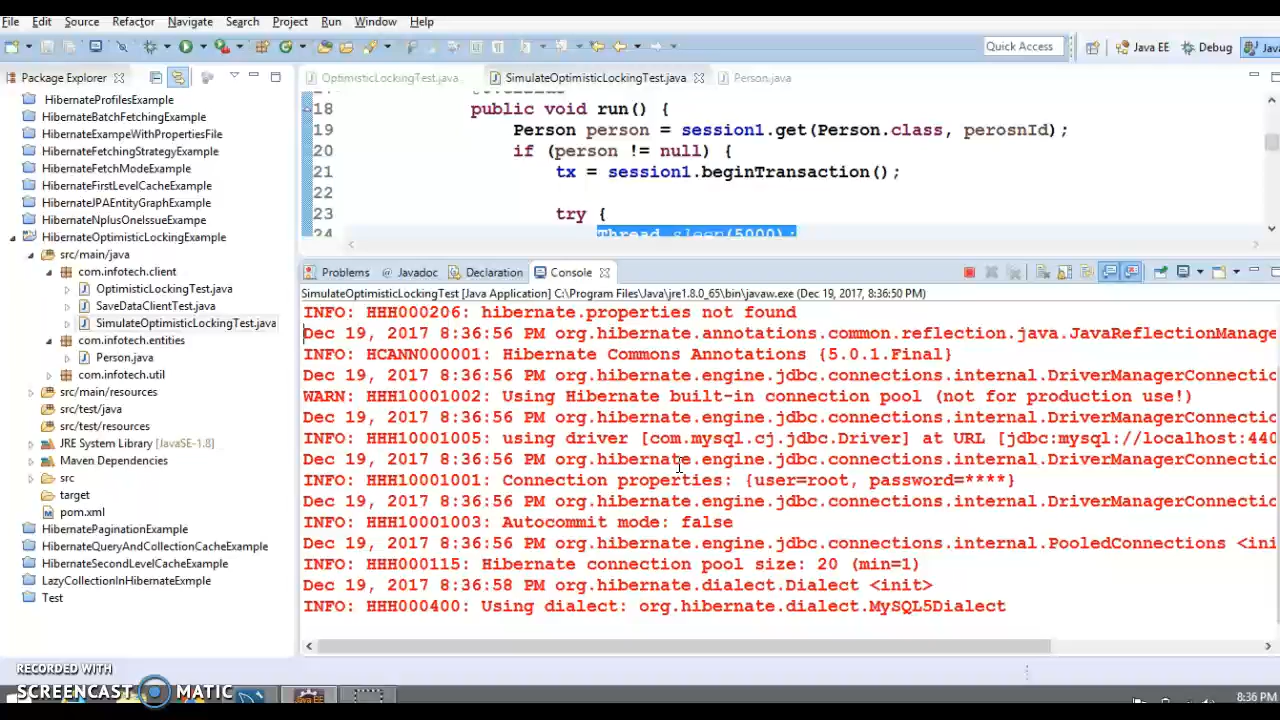 File Edit Source Refactor Navigate Search Project Run Window Help
Quick Access Java EE Debug Java
Package Explorer
HibernateProfilesExample
HibernateBatchFetchingExample
HibernateExampeWithPropertiesFile
HibernateFetchingStrategyExample
HibernateFetchModeExample
HibernateFirstLevelCacheExample
HibernateJPAEntityGraphExample
HibernateNplusOneIssueExampe
HibernateOptimisticLockingExample
src/main/java
com.infotech.client
OptimisticLockingTest.java
SaveDataClientTest.java
SimulateOptimisticLockingTest.java
com.infotech.entities
Person.java
com.infotech.util
src/main/resources
src/test/java
src/test/resources
JRE System Library [JavaSE-1.8]
Maven Dependencies
src
target
pom.xml
HibernatePaginationExample
HibernateQueryAndCollectionCacheExample
HibernateSecondLevelCacheExample
LazyCollectionInHibernateExmple
Test
OptimisticLockingTest.java SimulateOptimisticLockingTest.java Person.java
18 public void run() {
19 Person person = session1.get(Person.class, perosnId);
20 if (person != null) {
21 tx = session1.beginTransaction();
22
23 try {
24 Thread.sleep(5000);
Problems Javadoc Declaration Console
SimulateOptimisticLockingTest [Java Application] C:\Program Files\Java\jre1.8.0_65\bin\javaw.exe (Dec 19, 2017, 8:36:50 PM)
INFO: HHH000206: hibernate.properties not found
Dec 19, 2017 8:36:56 PM org.hibernate.annotations.common.reflection.java.JavaReflectionManage
INFO: HCANN000001: Hibernate Commons Annotations {5.0.1.Final}
Dec 19, 2017 8:36:56 PM org.hibernate.engine.jdbc.connections.internal.DriverManagerConnectio
WARN: HHH10001002: Using Hibernate built-in connection pool (not for production use!)
Dec 19, 2017 8:36:56 PM org.hibernate.engine.jdbc.connections.internal.DriverManagerConnectio
INFO: HHH10001005: using driver [com.mysql.cj.jdbc.Driver] at URL [jdbc:mysql://localhost:440
Dec 19, 2017 8:36:56 PM org.hibernate.engine.jdbc.connections.internal.DriverManagerConnectio
INFO: HHH10001001: Connection properties: {user=root, password=****}
Dec 19, 2017 8:36:56 PM org.hibernate.engine.jdbc.connections.internal.DriverManagerConnectio
INFO: HHH10001003: Autocommit mode: false
Dec 19, 2017 8:36:56 PM org.hibernate.engine.jdbc.connections.internal.PooledConnections <ini
INFO: HHH000115: Hibernate connection pool size: 20 (min=1)
Dec 19, 2017 8:36:58 PM org.hibernate.dialect.Dialect <init>
INFO: HHH000400: Using dialect: org.hibernate.dialect.MySQL5Dialect
RECORDED WITH
SCREENCAST MATIC
8:36 PM